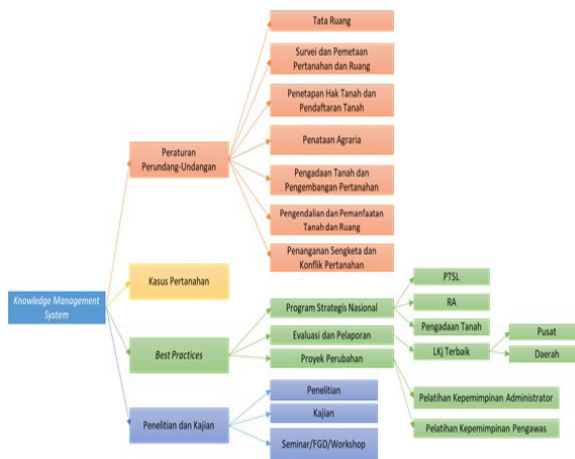 Tata Ruang
Survei dan Pemetaan
Pertanahan dan Ruang
Penetapan Hak Tanah dan
Pendaftaran Tanah
Peraturan
Perundang-Undangan
Penataan Agraria
Pengadaan Tanah dan
Pengembangan Pertanahan
Pengendalian dan Pemanfaatan
Tanah dan Ruang
Penanganan Sengketa dan
Konflik Pertanahan
Kasus Pertanahan
Knowledge Management
System
Best Practices
Program Strategis Nasional
PTSL
RA
Pengadaan Tanah
Evaluasi dan Pelaporan
LKj Terbaik
Pusat
Daerah
Proyek Perubahan
Pelatihan Kepemimpinan Administrator
Pelatihan Kepemimpinan Pengawas
Penelitian dan Kajian
Penelitian
Kajian
Seminar/FGD/Workshop